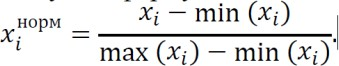 x_i^норм = (x_i − min (x_i)) / (max (x_i) − min (x_i)).